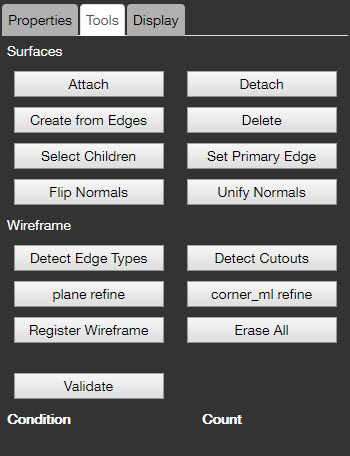 Properties Tools Display
Surfaces
Attach Detach
Create from Edges Delete
Select Children Set Primary Edge
Flip Normals Unify Normals
Wireframe
Detect Edge Types Detect Cutouts
plane refine corner_ml refine
Register Wireframe Erase All
Validate
Condition Count